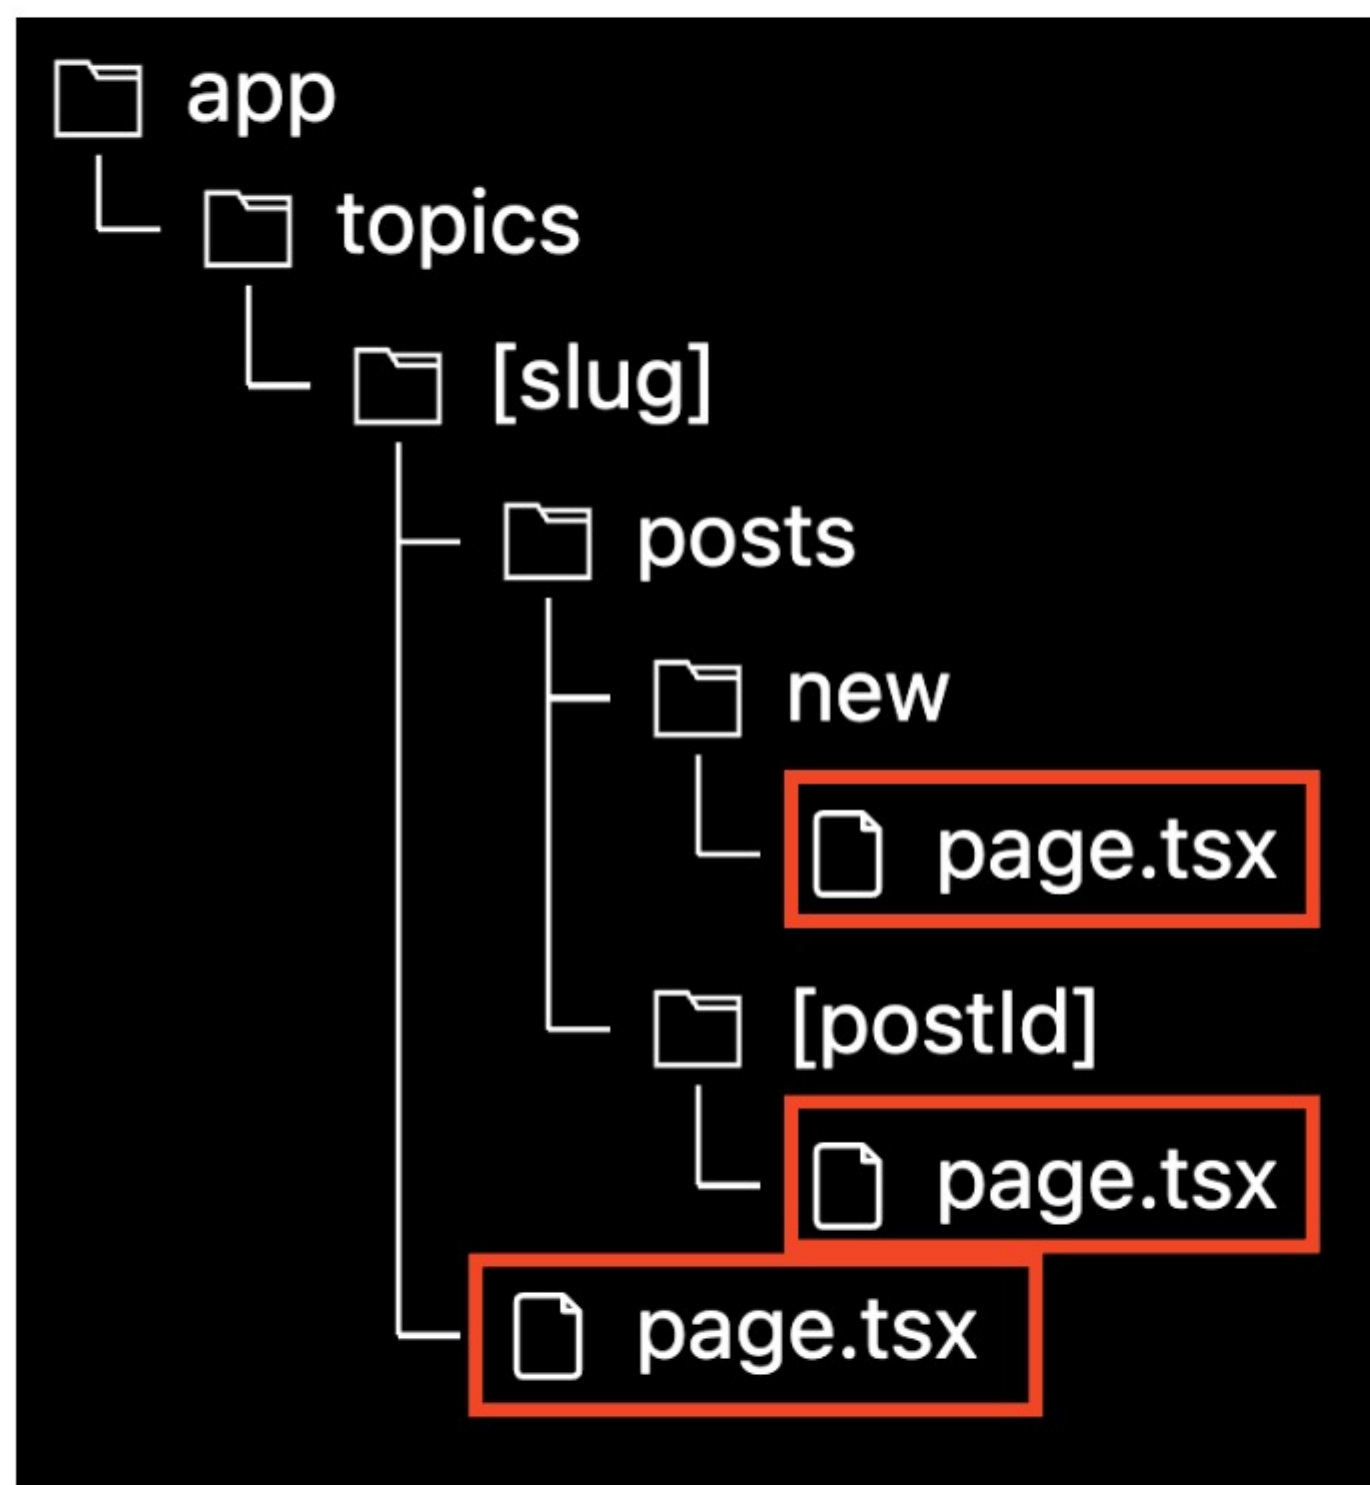 app
topics
[slug]
posts
new
page.tsx
[postId]
page.tsx
page.tsx